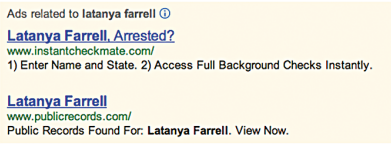 Ads related to latanya farrell ⓘ
Latanya Farrell, Arrested?
www.instantcheckmate.com/
1) Enter Name and State. 2) Access Full Background Checks Instantly.
Latanya Farrell
www.publicrecords.com/
Public Records Found For: Latanya Farrell. View Now.